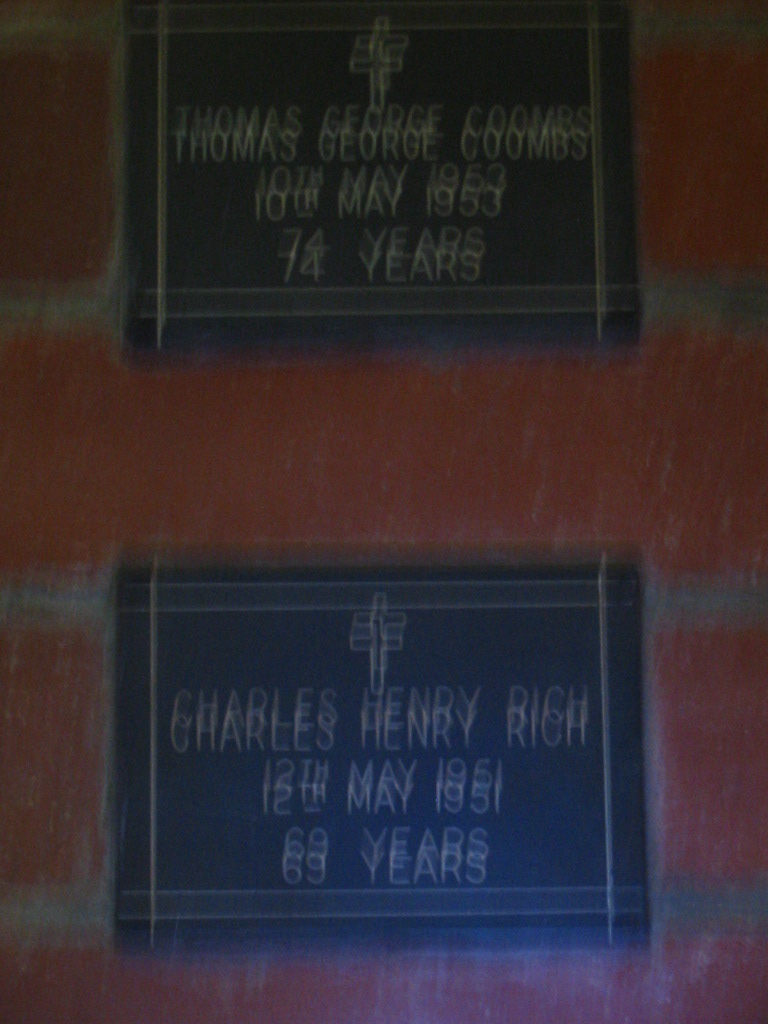 THOMAS GEORGE COOMBS
10TH MAY 1953
74 YEARS
CHARLES HENRY RICH
12TH MAY 1951
69 YEARS